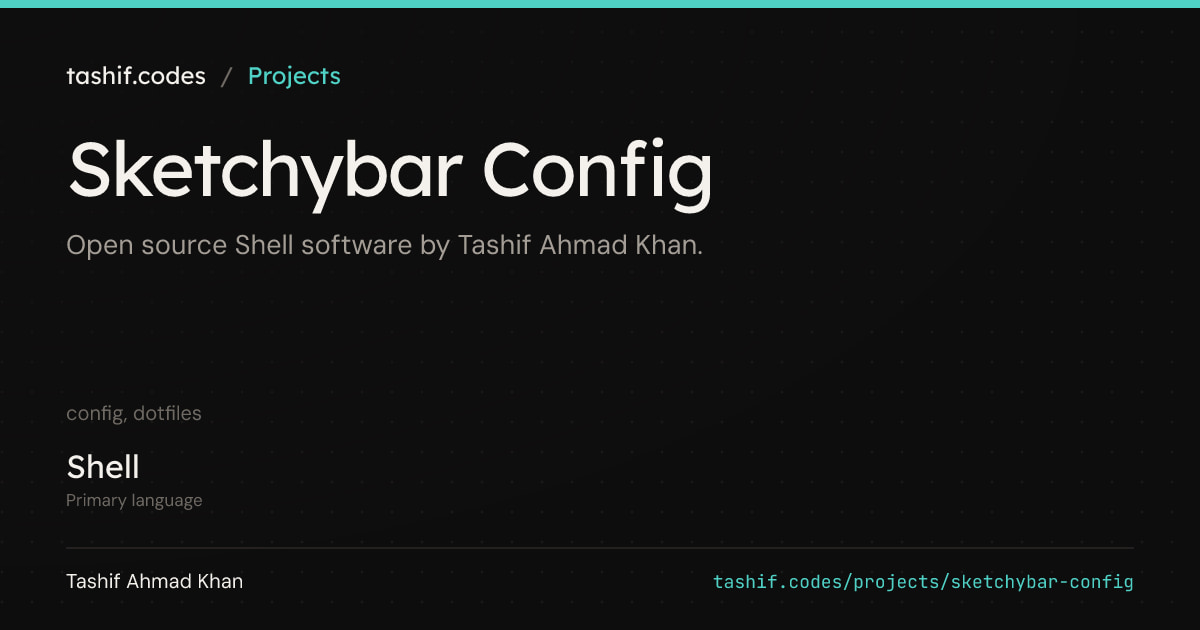 tashif.codes / Projects
Sketchybar Config
Open source Shell software by Tashif Ahmad Khan.
config, dotfiles
Shell
Primary language
Tashif Ahmad Khan
tashif.codes/projects/sketchybar-config